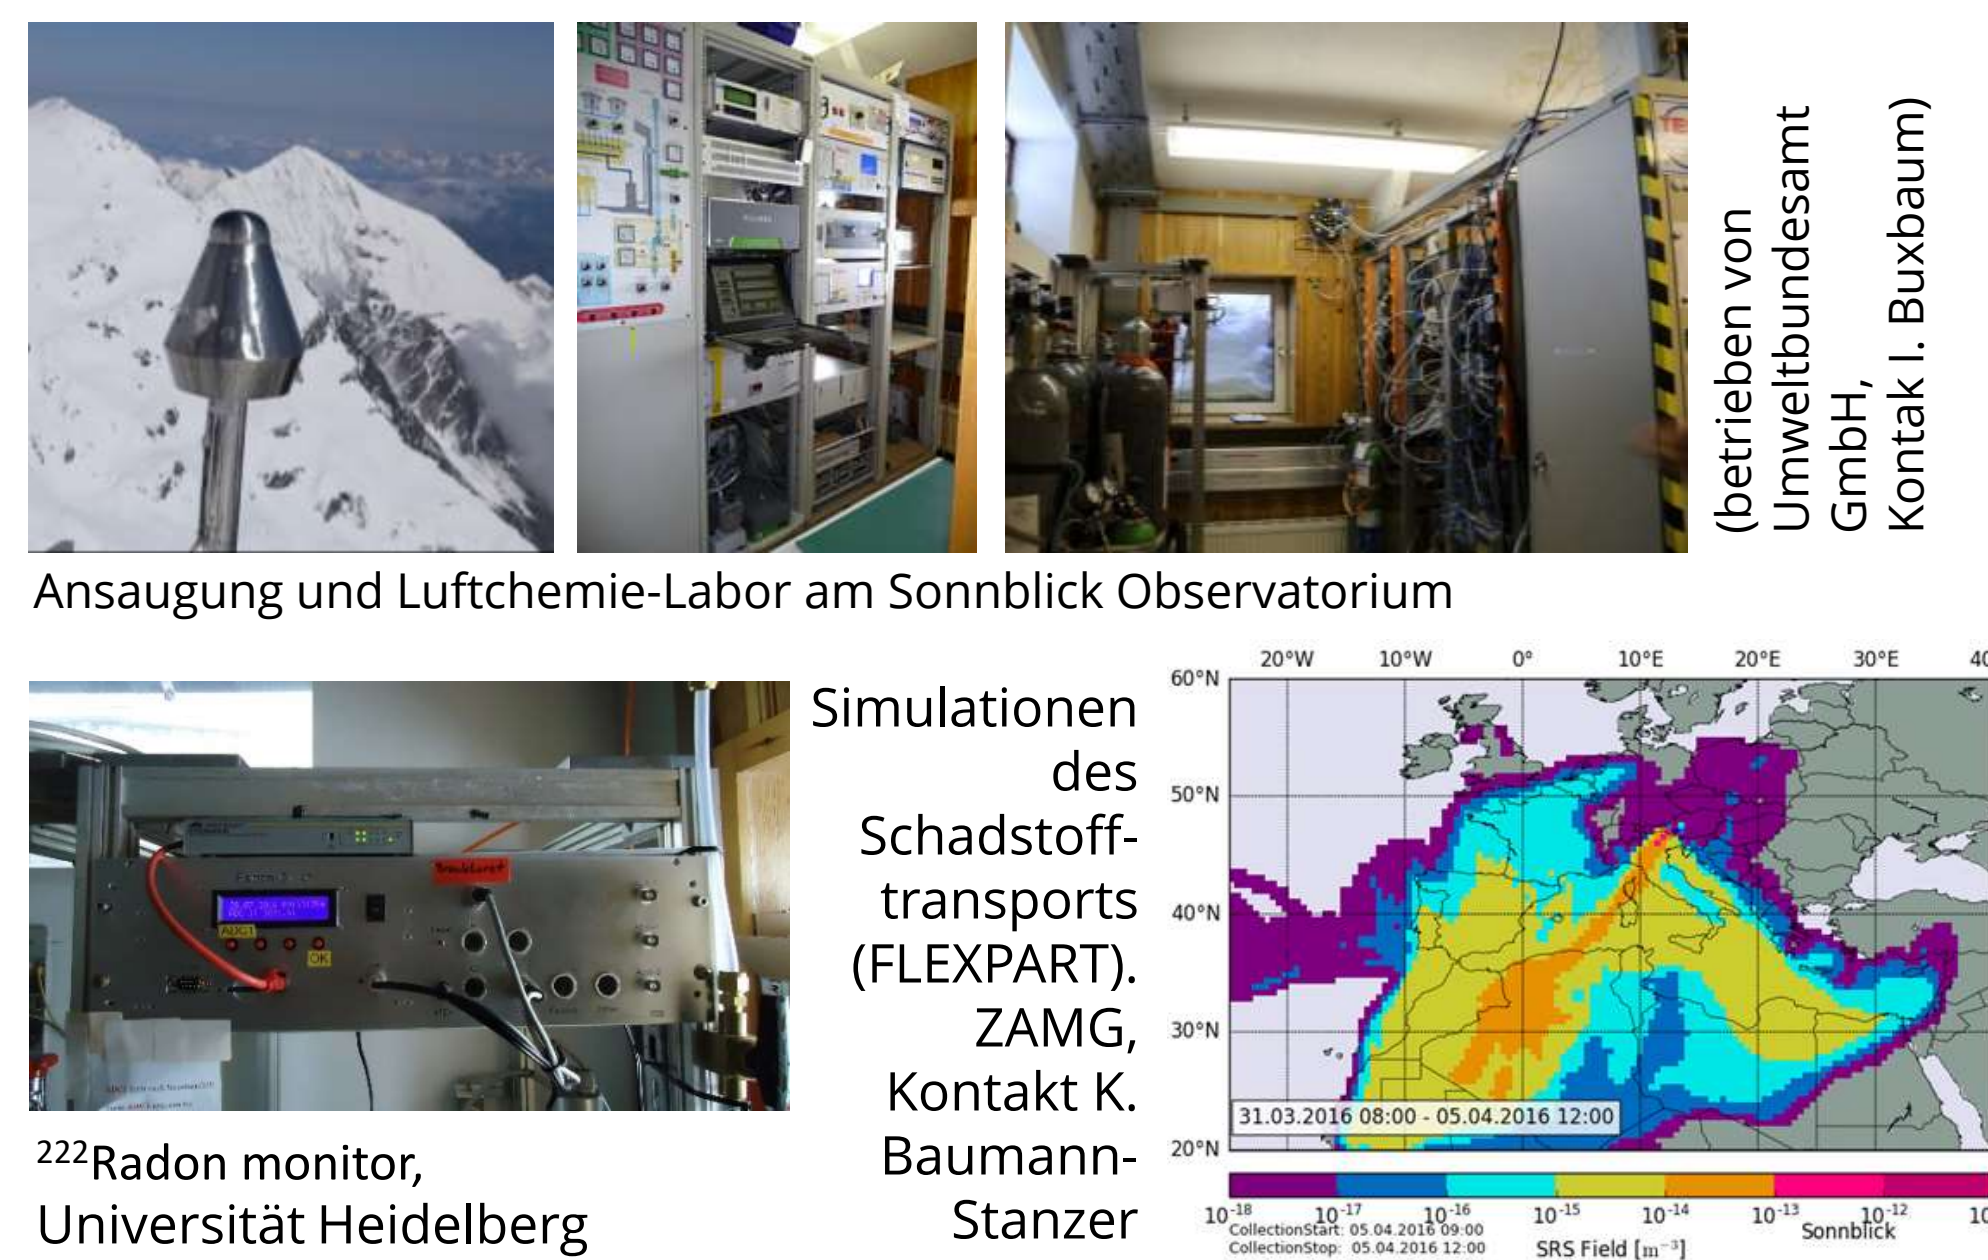 (betrieben von
Umweltbundesamt
GmbH,
Kontak I. Buxbaum)
Ansaugung und Luftchemie-Labor am Sonnblick Observatorium
ADC1
OK
²²²Radon monitor,
Universität Heidelberg
Simulationen
des
Schadstoff-
transports
(FLEXPART).
ZAMG,
Kontakt K.
Baumann-
Stanzer
20°W 10°W 0° 10°E 20°E 30°E
60°N
50°N
40°N
30°N
20°N
31.03.2016 08:00 - 05.04.2016 12:00
10⁻¹⁸ 10⁻¹⁷ 10⁻¹⁶ 10⁻¹⁵ 10⁻¹⁴ 10⁻¹³ 10⁻¹²
CollectionStart: 05.04.2016 09:00
Sonnblick
CollectionStop: 05.04.2016 12:00
SRS Field [m⁻³]